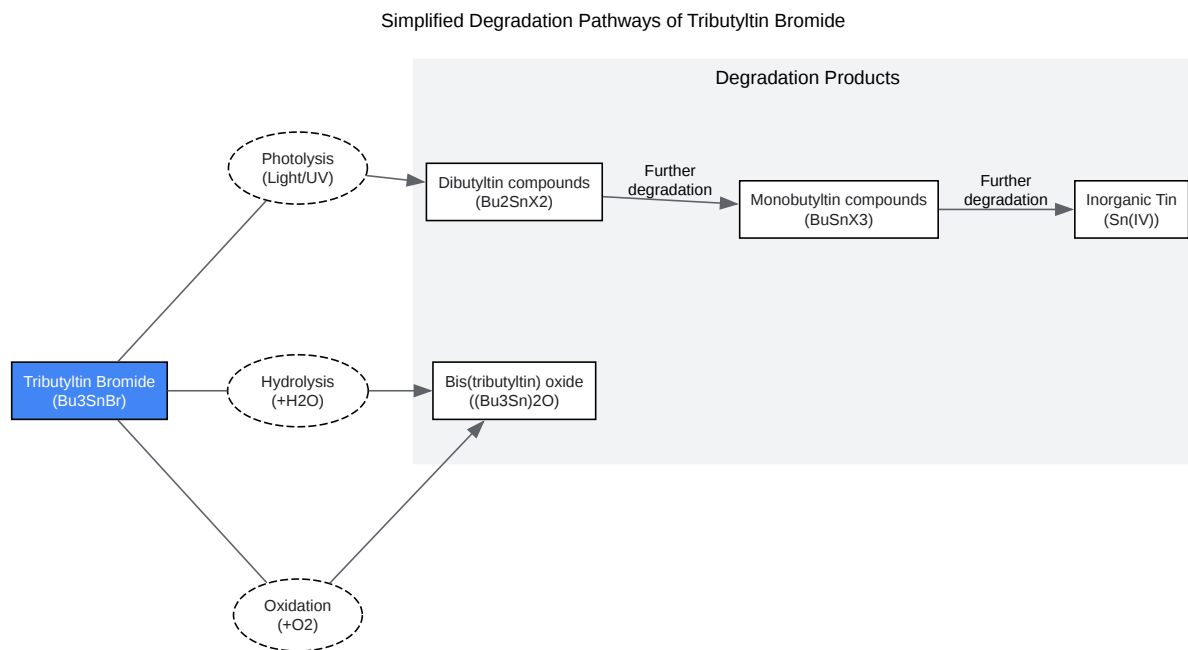 Simplified Degradation Pathways of Tributyltin Bromide
Degradation Products
Photolysis
(Light/UV)
Dibutyltin compounds
(Bu2SnX2)
Further
degradation
Monobutyltin compounds
(BuSnX3)
Further
degradation
Inorganic Tin
(Sn(IV))
Tributyltin Bromide
(Bu3SnBr)
Hydrolysis
(+H2O)
Bis(tributyltin) oxide
((Bu3Sn)2O)
Oxidation
(+O2)